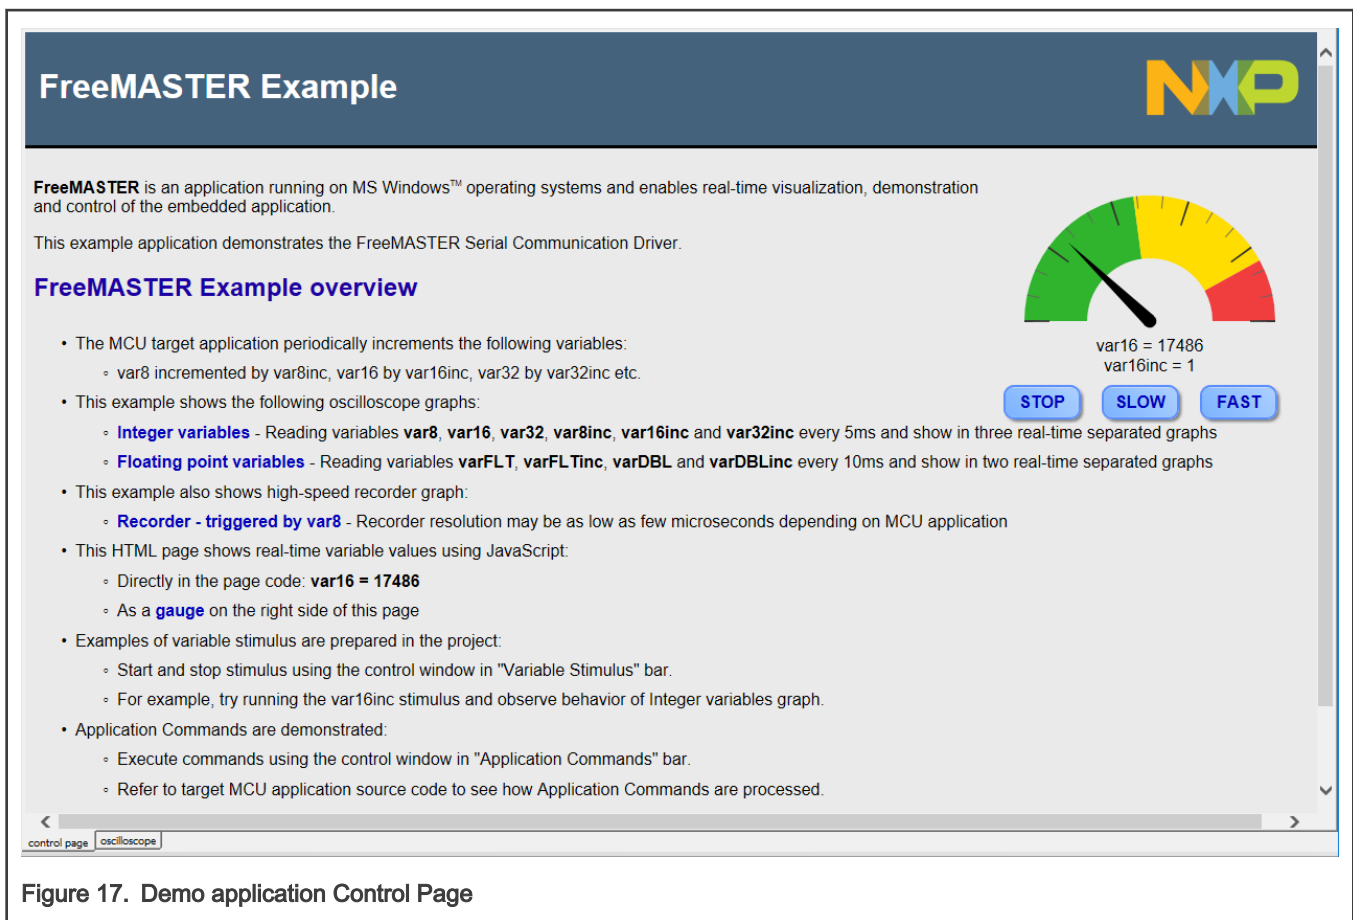 FreeMASTER Example
NXP
FreeMASTER is an application running on MS Windows™ operating systems and enables real-time visualization, demonstration
and control of the embedded application.
This example application demonstrates the FreeMASTER Serial Communication Driver.
FreeMASTER Example overview
• The MCU target application periodically increments the following variables:
◦ var8 incremented by var8inc, var16 by var16inc, var32 by var32inc etc.
var16 = 17486
var16inc = 1
STOP SLOW FAST
• This example shows the following oscilloscope graphs:
◦ Integer variables - Reading variables var8, var16, var32, var8inc, var16inc and var32inc every 5ms and show in three real-time separated graphs
◦ Floating point variables - Reading variables varFLT, varFLTinc, varDBL and varDBLinc every 10ms and show in two real-time separated graphs
• This example also shows high-speed recorder graph:
◦ Recorder - triggered by var8 - Recorder resolution may be as low as few microseconds depending on MCU application
• This HTML page shows real-time variable values using JavaScript:
◦ Directly in the page code: var16 = 17486
◦ As a gauge on the right side of this page
• Examples of variable stimulus are prepared in the project:
◦ Start and stop stimulus using the control window in "Variable Stimulus" bar.
◦ For example, try running the var16inc stimulus and observe behavior of Integer variables graph.
• Application Commands are demonstrated:
◦ Execute commands using the control window in "Application Commands" bar.
◦ Refer to target MCU application source code to see how Application Commands are processed.
control page oscilloscope
Figure 17. Demo application Control Page